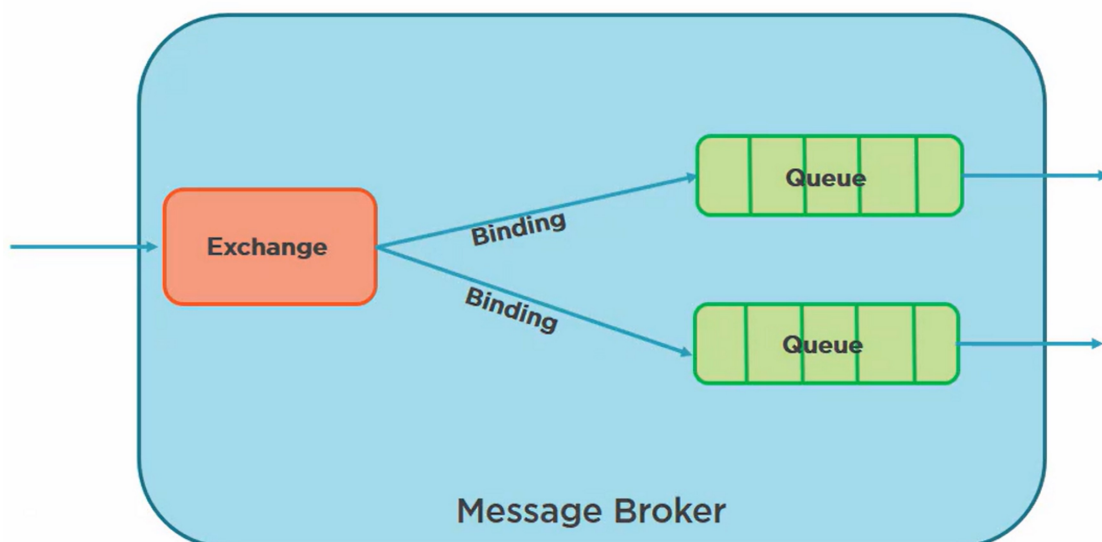 Exchange
Binding
Queue
Binding
Queue
Message Broker